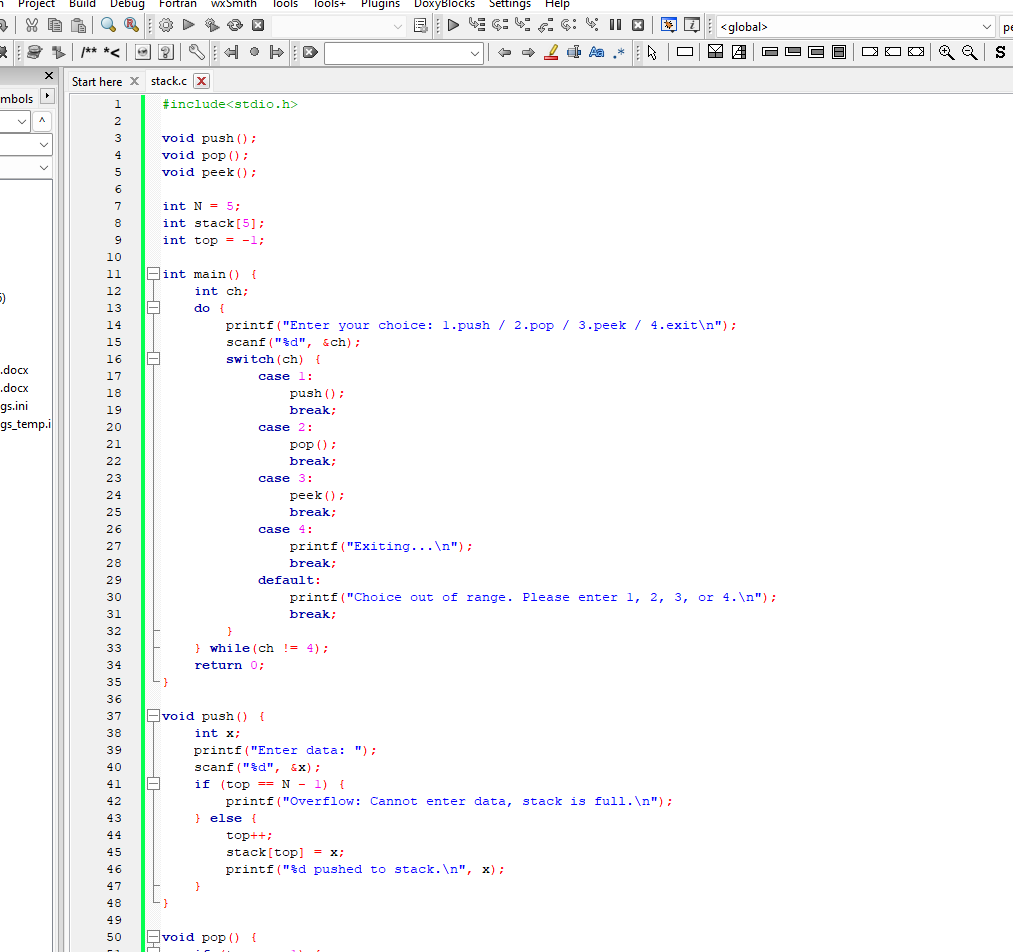 Project Build Debug Fortran wxSmith Tools Tools+ Plugins DoxyBlocks Settings Help
<global>
/** *<
Aa .* S
Start here stack.c
mbols
.docx
.docx
gs.ini
gs_temp.i
1 #include<stdio.h>
2
3 void push();
4 void pop();
5 void peek();
6
7 int N = 5;
8 int stack[5];
9 int top = -1;
10
11 int main() {
12 int ch;
13 do {
14 printf("Enter your choice: 1.push / 2.pop / 3.peek / 4.exit\n");
15 scanf("%d", &ch);
16 switch(ch) {
17 case 1:
18 push();
19 break;
20 case 2:
21 pop();
22 break;
23 case 3:
24 peek();
25 break;
26 case 4:
27 printf("Exiting...\n");
28 break;
29 default:
30 printf("Choice out of range. Please enter 1, 2, 3, or 4.\n");
31 break;
32 }
33 } while(ch != 4);
34 return 0;
35 }
36
37 void push() {
38 int x;
39 printf("Enter data: ");
40 scanf("%d", &x);
41 if (top == N - 1) {
42 printf("Overflow: Cannot enter data, stack is full.\n");
43 } else {
44 top++;
45 stack[top] = x;
46 printf("%d pushed to stack.\n", x);
47 }
48 }
49
50 void pop() {